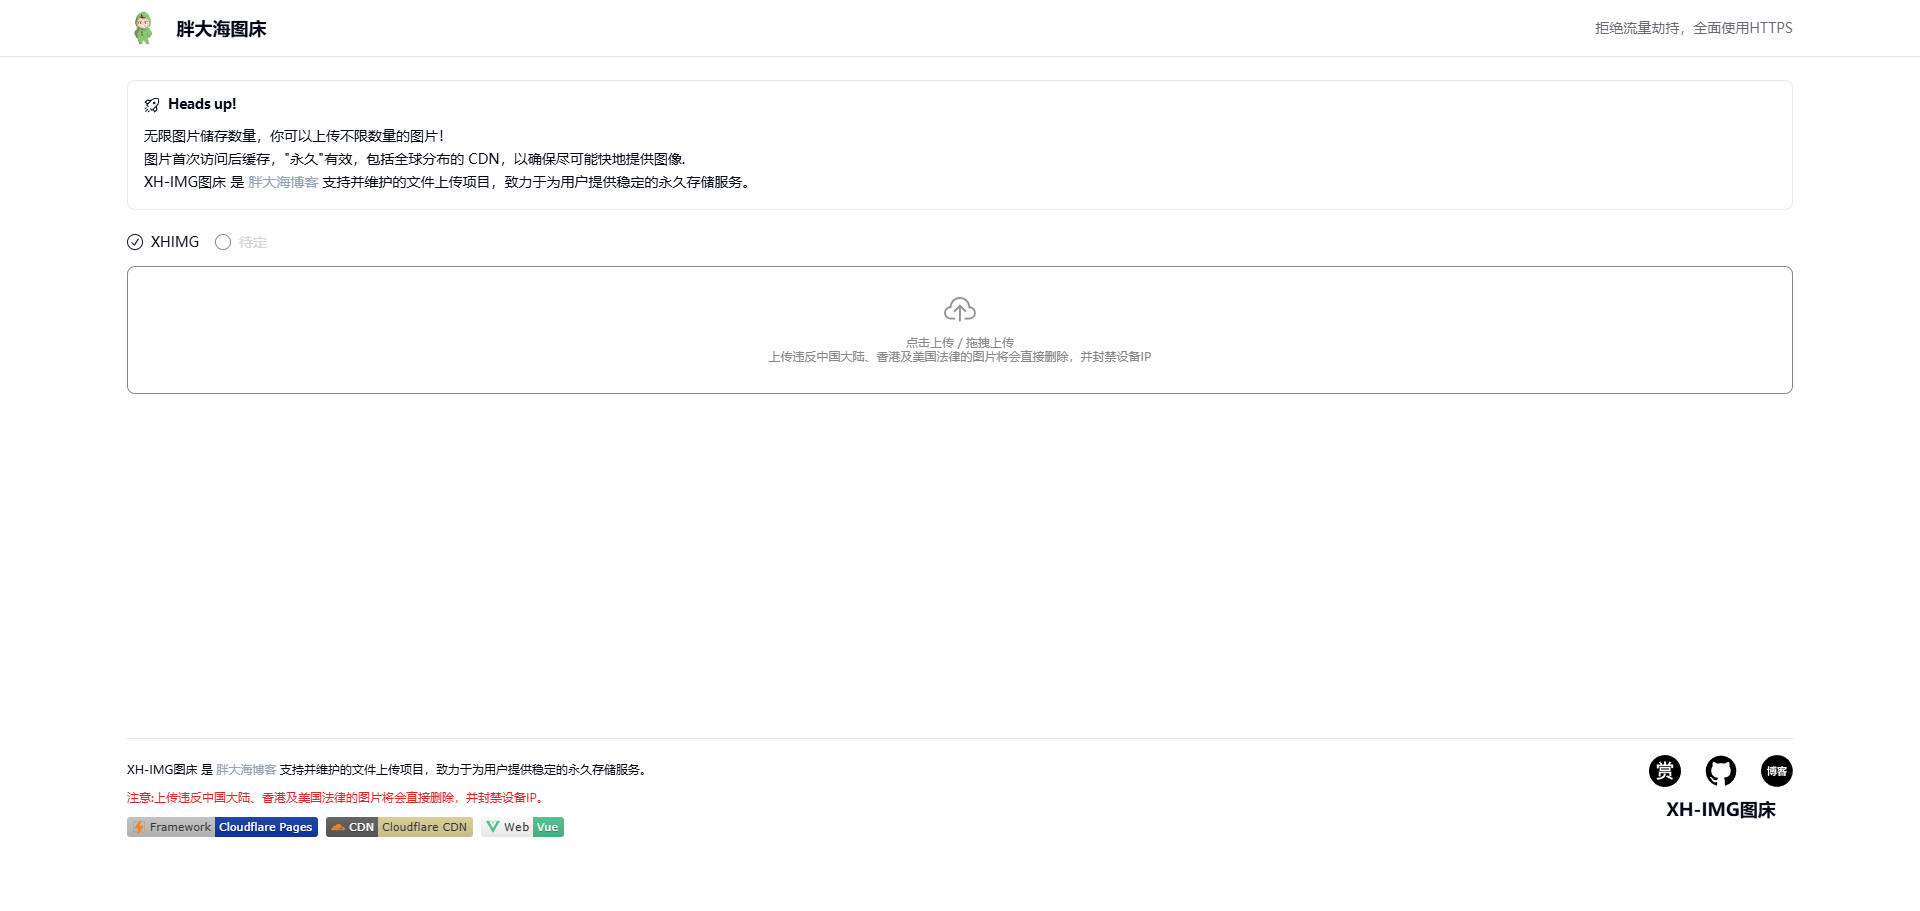 胖大海图床
拒绝流量劫持，全面使用HTTPS
Heads up!
无限图片储存数量，你可以上传不限数量的图片！
图片首次访问后缓存，"永久"有效，包括全球分布的 CDN，以确保尽可能快地提供图像.
XH-IMG图床 是 胖大海博客 支持并维护的文件上传项目，致力于为用户提供稳定的永久存储服务。
XHIMG 待定
点击上传 / 拖拽上传
上传违反中国大陆、香港及美国法律的图片将会直接删除，并封禁设备IP
XH-IMG图床 是 胖大海博客 支持并维护的文件上传项目，致力于为用户提供稳定的永久存储服务。
注意:上传违反中国大陆、香港及美国法律的图片将会直接删除，并封禁设备IP。
Framework Cloudflare Pages CDN Cloudflare CDN Web Vue
赏 博客
XH-IMG图床